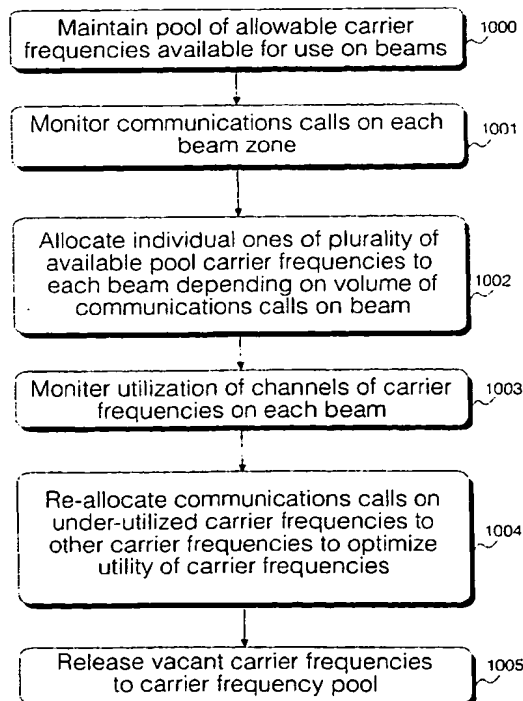 Maintain pool of allowable carrier
frequencies available for use on beams
1000
Monitor communications calls on each
beam zone
1001
Allocate individual ones of plurality of
available pool carrier frequencies to
each beam depending on volume of
communications calls on beam
1002
Moniter utilization of channels of carrier
frequencies on each beam
1003
Re-allocate communications calls on
under-utilized carrier frequencies to
other carrier frequencies to optimize
utility of carrier frequencies
1004
Release vacant carrier frequencies
to carrier frequency pool
1005